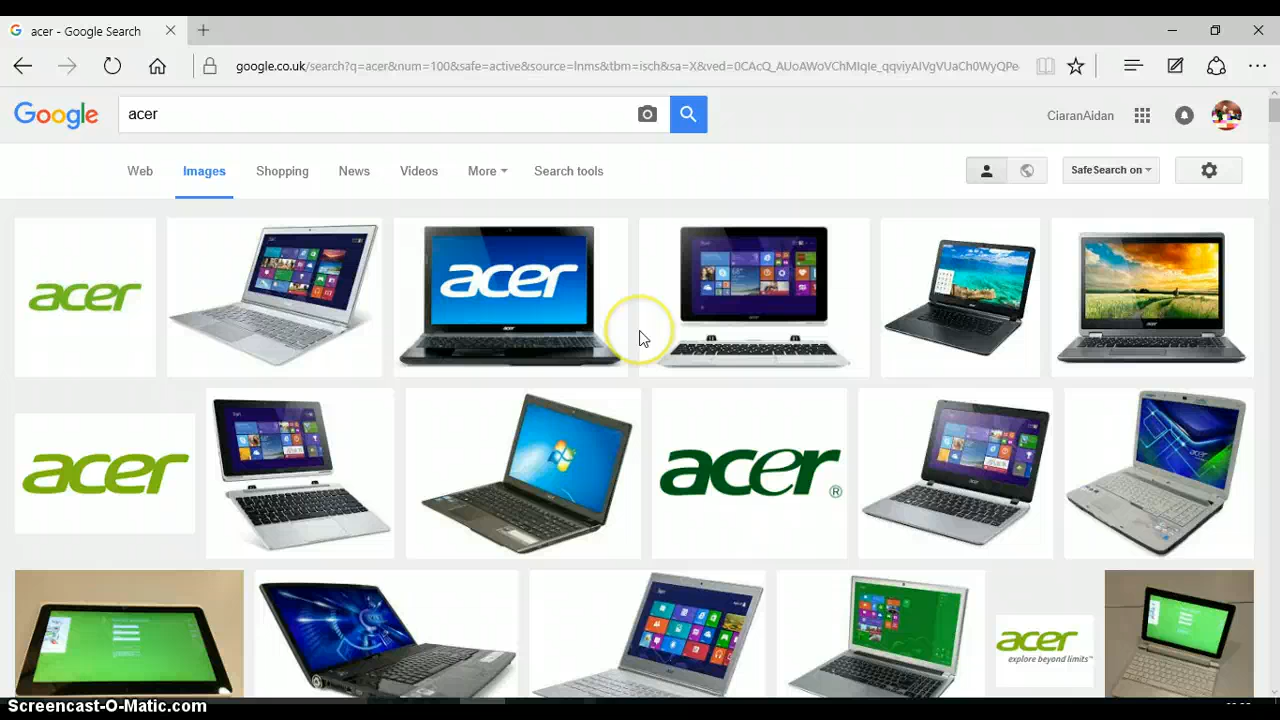 acer - Google Search
google.co.uk/search?q=acer&num=100&safe=active&source=lnms&tbm=isch&sa=X&ved=0CAcQ_AUoAWoVChMIqIe_qqviyAIVgVUaCh0WyQPe
Google
acer
CiaranAidan
Web Images Shopping News Videos More Search tools
SafeSearch on
acer
acer
acer
acer
acer
explore beyond limits™
Screencast-O-Matic.com